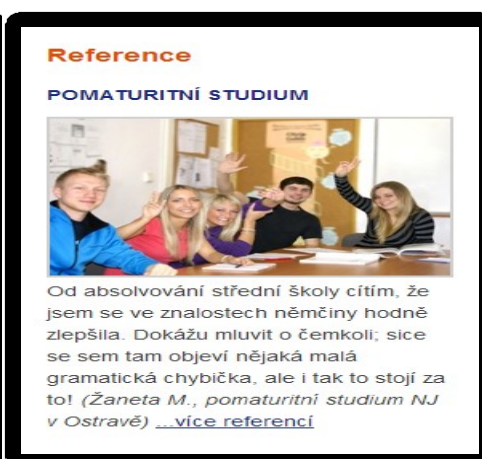 Reference
POMATURITNÍ STUDIUM
Od absolvování střední školy cítím, že
jsem se ve znalostech němčiny hodně
zlepšila. Dokážu mluvit o čemkoli; sice
se sem tam objeví nějaká malá
gramatická chybička, ale i tak to stojí za
to! (Žaneta M., pomaturitní studium NJ
v Ostravě) ...více referencí